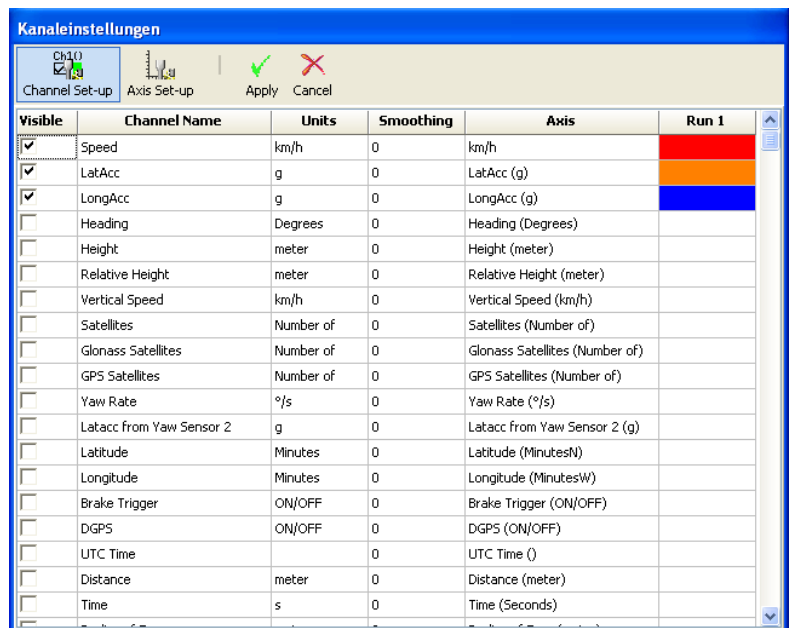 Kanaleinstellungen
Ch1()
Channel Set-up Axis Set-up Apply Cancel
Visible Channel Name Units Smoothing Axis Run 1
Speed km/h 0 km/h
LatAcc g 0 LatAcc (g)
LongAcc g 0 LongAcc (g)
Heading Degrees 0 Heading (Degrees)
Height meter 0 Height (meter)
Relative Height meter 0 Relative Height (meter)
Vertical Speed km/h 0 Vertical Speed (km/h)
Satellites Number of 0 Satellites (Number of)
Glonass Satellites Number of 0 Glonass Satellites (Number of)
GPS Satellites Number of 0 GPS Satellites (Number of)
Yaw Rate °/s 0 Yaw Rate (°/s)
Latacc from Yaw Sensor 2 g 0 Latacc from Yaw Sensor 2 (g)
Latitude Minutes 0 Latitude (MinutesN)
Longitude Minutes 0 Longitude (MinutesW)
Brake Trigger ON/OFF 0 Brake Trigger (ON/OFF)
DGPS ON/OFF 0 DGPS (ON/OFF)
UTC Time 0 UTC Time ()
Distance meter 0 Distance (meter)
Time s 0 Time (Seconds)